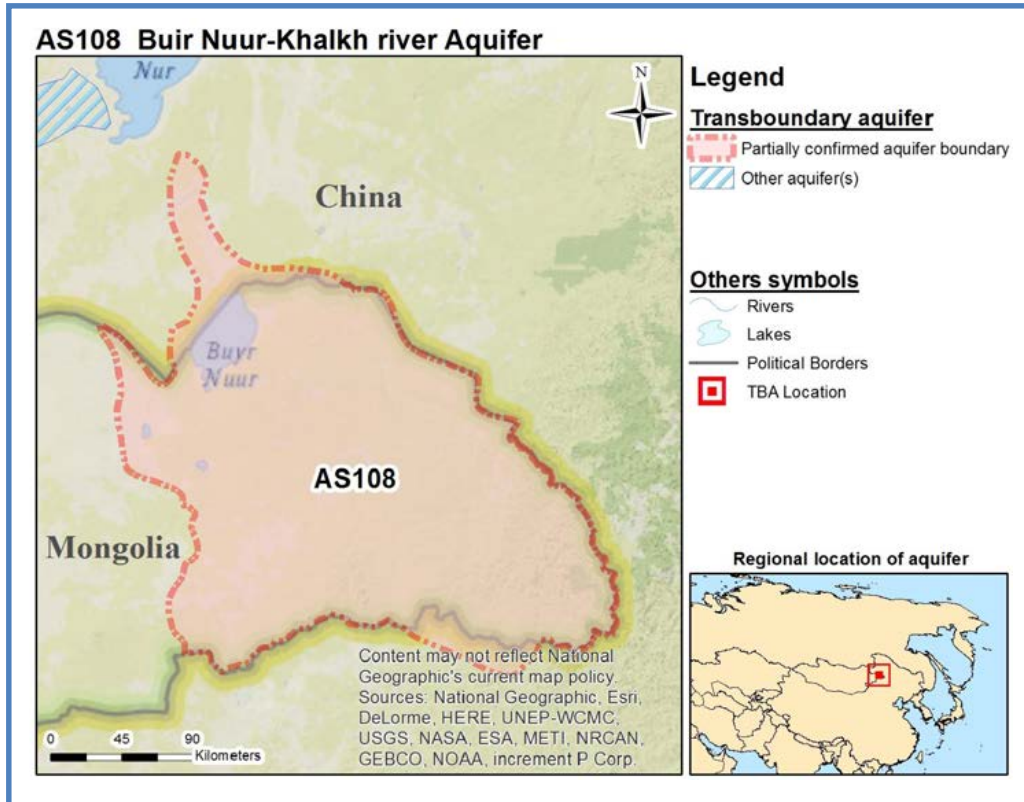 AS108 Buir Nuur-Khalkh river Aquifer
Nur
N
China
Buyr
Nuur
AS108
Mongolia
Content may not reflect National
Geographic's current map policy.
Sources: National Geographic, Esri,
DeLorme, HERE, UNEP-WCMC,
USGS, NASA, ESA, METI, NRCAN,
GEBCO, NOAA, increment P Corp.
0 45 90
Kilometers
Legend
Transboundary aquifer
Partially confirmed aquifer boundary
Other aquifer(s)
Others symbols
Rivers
Lakes
Political Borders
TBA Location
Regional location of aquifer